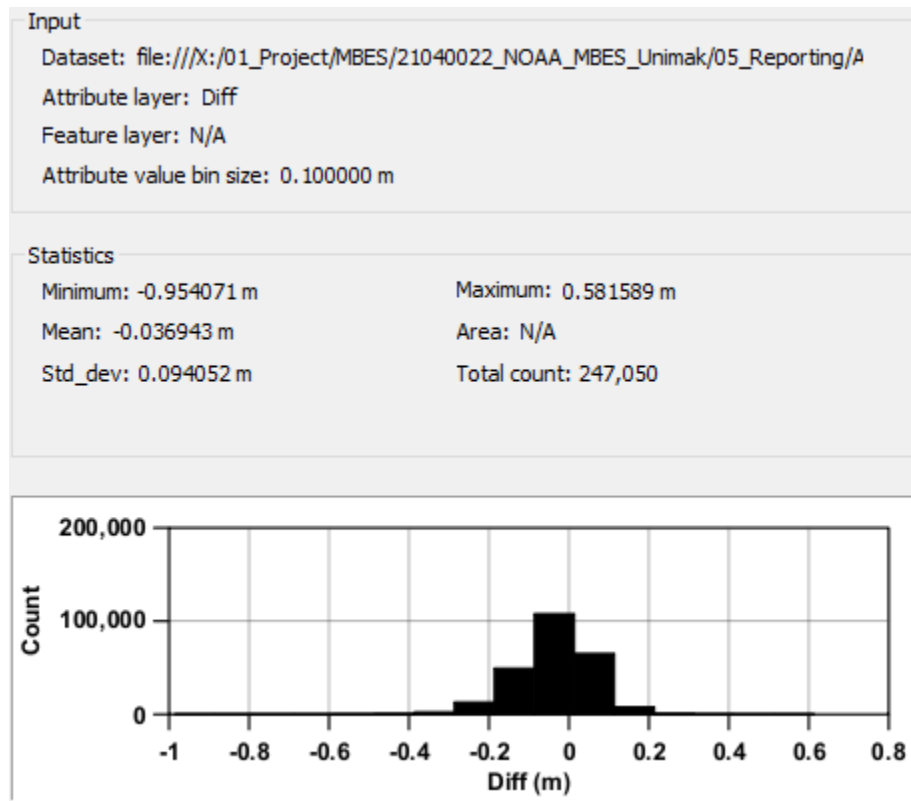 Input
Dataset: file:///X:/01_Project/MBES/21040022_NOAA_MBES_Unimak/05_Reporting/A
Attribute layer: Diff
Feature layer: N/A
Attribute value bin size: 0.100000 m
Statistics
Minimum: -0.954071 m Maximum: 0.581589 m
Mean: -0.036943 m Area: N/A
Std_dev: 0.094052 m Total count: 247,050
200,000
100,000
0
Count
-1 -0.8 -0.6 -0.4 -0.2 0 0.2 0.4 0.6 0.8
Diff (m)